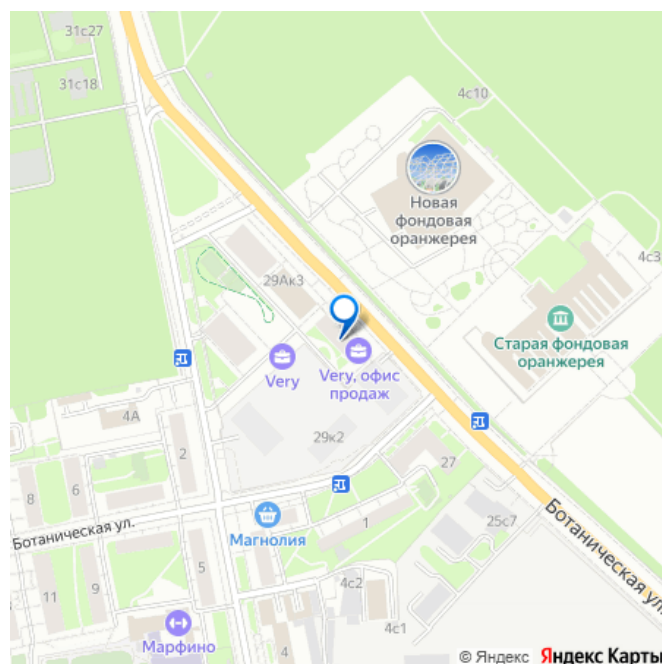 31с27
31с18
4с10
Новая
фондовая
оранжерея
29Ак3
4с3
Старая фондовая
оранжерея
Very
Very, офис
продаж
4А
29к2
2
27
8
6
1
25с7
Ботаническая ул.
Ботаническая ул.
Магнолия
11
9
5
4с2
4с1
4
Марфино
© Яндекс Яндекс Карты